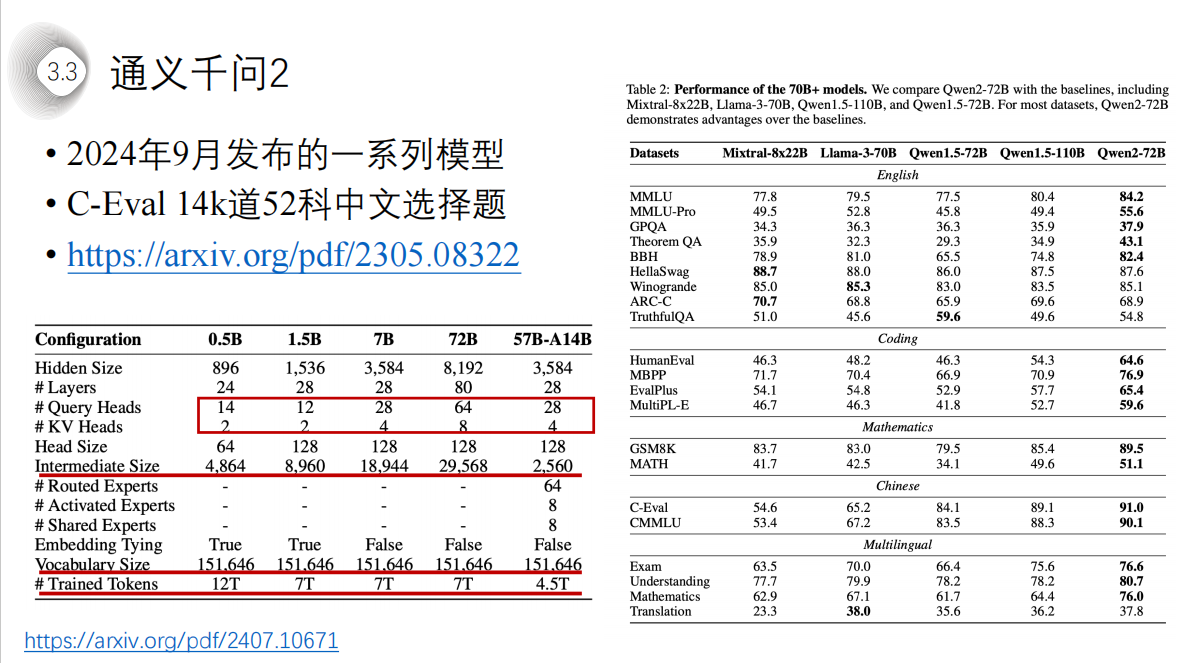 3.3
通义千问2
• 2024年9月发布的一系列模型
• C-Eval 14k道52科中文选择题
• https://arxiv.org/pdf/2305.08322
Configuration 0.5B 1.5B 7B 72B 57B-A14B
Hidden Size 896 1,536 3,584 8,192 3,584
# Layers 24 28 28 80 28
# Query Heads 14 12 28 64 28
# KV Heads 2 2 4 8 4
Head Size 64 128 128 128 128
Intermediate Size 4,864 8,960 18,944 29,568 2,560
# Routed Experts - - - - 64
# Activated Experts - - - - 8
# Shared Experts - - - - 8
Embedding Tying True True False False False
Vocabulary Size 151,646 151,646 151,646 151,646 151,646
# Trained Tokens 12T 7T 7T 7T 4.5T
https://arxiv.org/pdf/2407.10671
Table 2: Performance of the 70B+ models. We compare Qwen2-72B with the baselines, including
Mixtral-8x22B, Llama-3-70B, Qwen1.5-110B, and Qwen1.5-72B. For most datasets, Qwen2-72B
demonstrates advantages over the baselines.
Datasets Mixtral-8x22B Llama-3-70B Qwen1.5-72B Qwen1.5-110B Qwen2-72B
English
MMLU 77.8 79.5 77.5 80.4 84.2
MMLU-Pro 49.5 52.8 45.8 49.4 55.6
GPQA 34.3 36.3 36.3 35.9 37.9
Theorem QA 35.9 32.3 29.3 34.9 43.1
BBH 78.9 81.0 65.5 74.8 82.4
HellaSwag 88.7 88.0 86.0 87.5 87.6
Winogrande 85.0 85.3 83.0 83.5 85.1
ARC-C 70.7 68.8 65.9 69.6 68.9
TruthfulQA 51.0 45.6 59.6 49.6 54.8
Coding
HumanEval 46.3 48.2 46.3 54.3 64.6
MBPP 71.7 70.4 66.9 70.9 76.9
EvalPlus 54.1 54.8 52.9 57.7 65.4
MultiPL-E 46.7 46.3 41.8 52.7 59.6
Mathematics
GSM8K 83.7 83.0 79.5 85.4 89.5
MATH 41.7 42.5 34.1 49.6 51.1
Chinese
C-Eval 54.6 65.2 84.1 89.1 91.0
CMMLU 53.4 67.2 83.5 88.3 90.1
Multilingual
Exam 63.5 70.0 66.4 75.6 76.6
Understanding 77.7 79.9 78.2 78.2 80.7
Mathematics 62.9 67.1 61.7 64.4 76.0
Translation 23.3 38.0 35.6 36.2 37.8